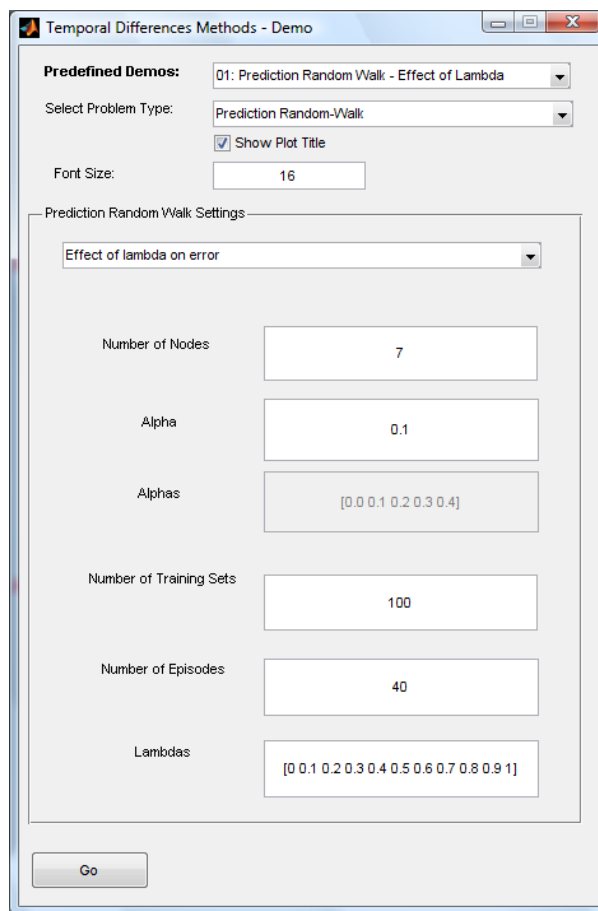 Temporal Differences Methods - Demo
Predefined Demos: 01: Prediction Random Walk - Effect of Lambda
Select Problem Type: Prediction Random-Walk
Show Plot Title
Font Size: 16
Prediction Random Walk Settings
Effect of lambda on error
Number of Nodes 7
Alpha 0.1
Alphas [0.0 0.1 0.2 0.3 0.4]
Number of Training Sets 100
Number of Episodes 40
Lambdas [0 0.1 0.2 0.3 0.4 0.5 0.6 0.7 0.8 0.9 1]
Go